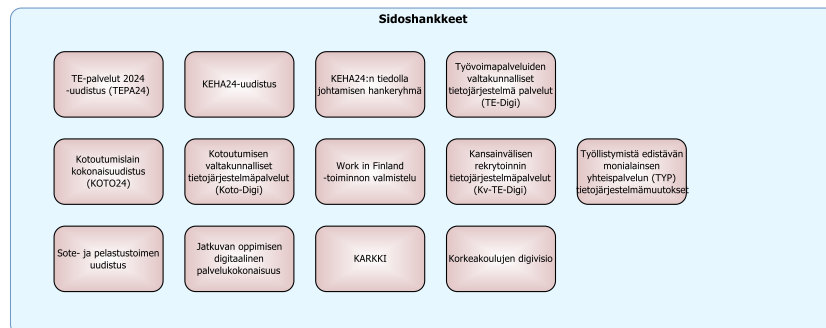 Sidoshankkeet
TE-palvelut 2024
-uudistus (TEPA24)
KEHA24-uudistus
KEHA24:n tiedolla
johtamisen hankeryhmä
Työvoimapalveluiden
valtakunnalliset
tietojärjestelmä palvelut
(TE-Digi)
Kotoutumislain
kokonaisuudistus
(KOTO24)
Kotoutumisen
valtakunnalliset
tietojärjestelmäpalvelut
(Koto-Digi)
Work in Finland
-toiminnon valmistelu
Kansainvälisen
rekrytoinnin
tietojärjestelmäpalvelut
(Kv-TE-Digi)
Työllistymistä edistävän
monialainsen
yhteispalvelun (TYP)
tietojärjestelmämuutokset
Sote- ja pelastustoimen
uudistus
Jatkuvan oppimisen
digitaalinen
palvelukokonaisuus
KARKKI
Korkeakoulujen digivisio